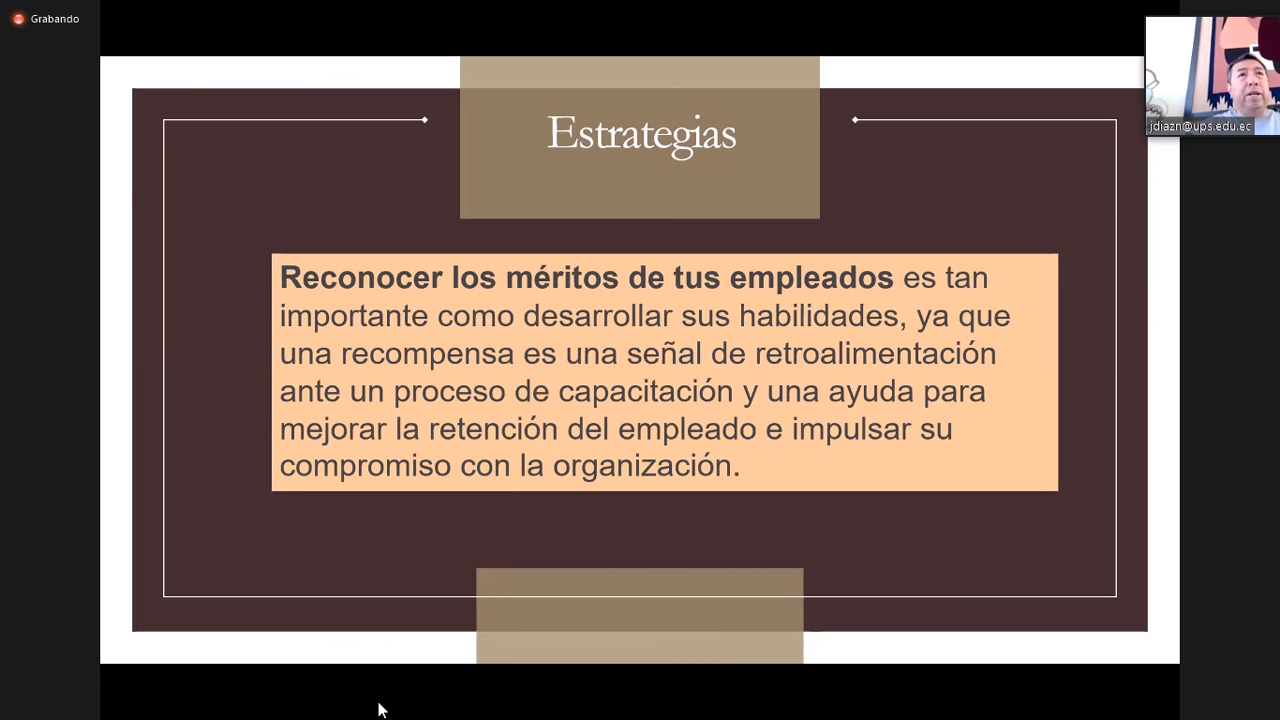 Grabando
jdiazn@ups.edu.ec
Estrategias
Reconocer los méritos de tus empleados es tan
importante como desarrollar sus habilidades, ya que
una recompensa es una señal de retroalimentación
ante un proceso de capacitación y una ayuda para
mejorar la retención del empleado e impulsar su
compromiso con la organización.